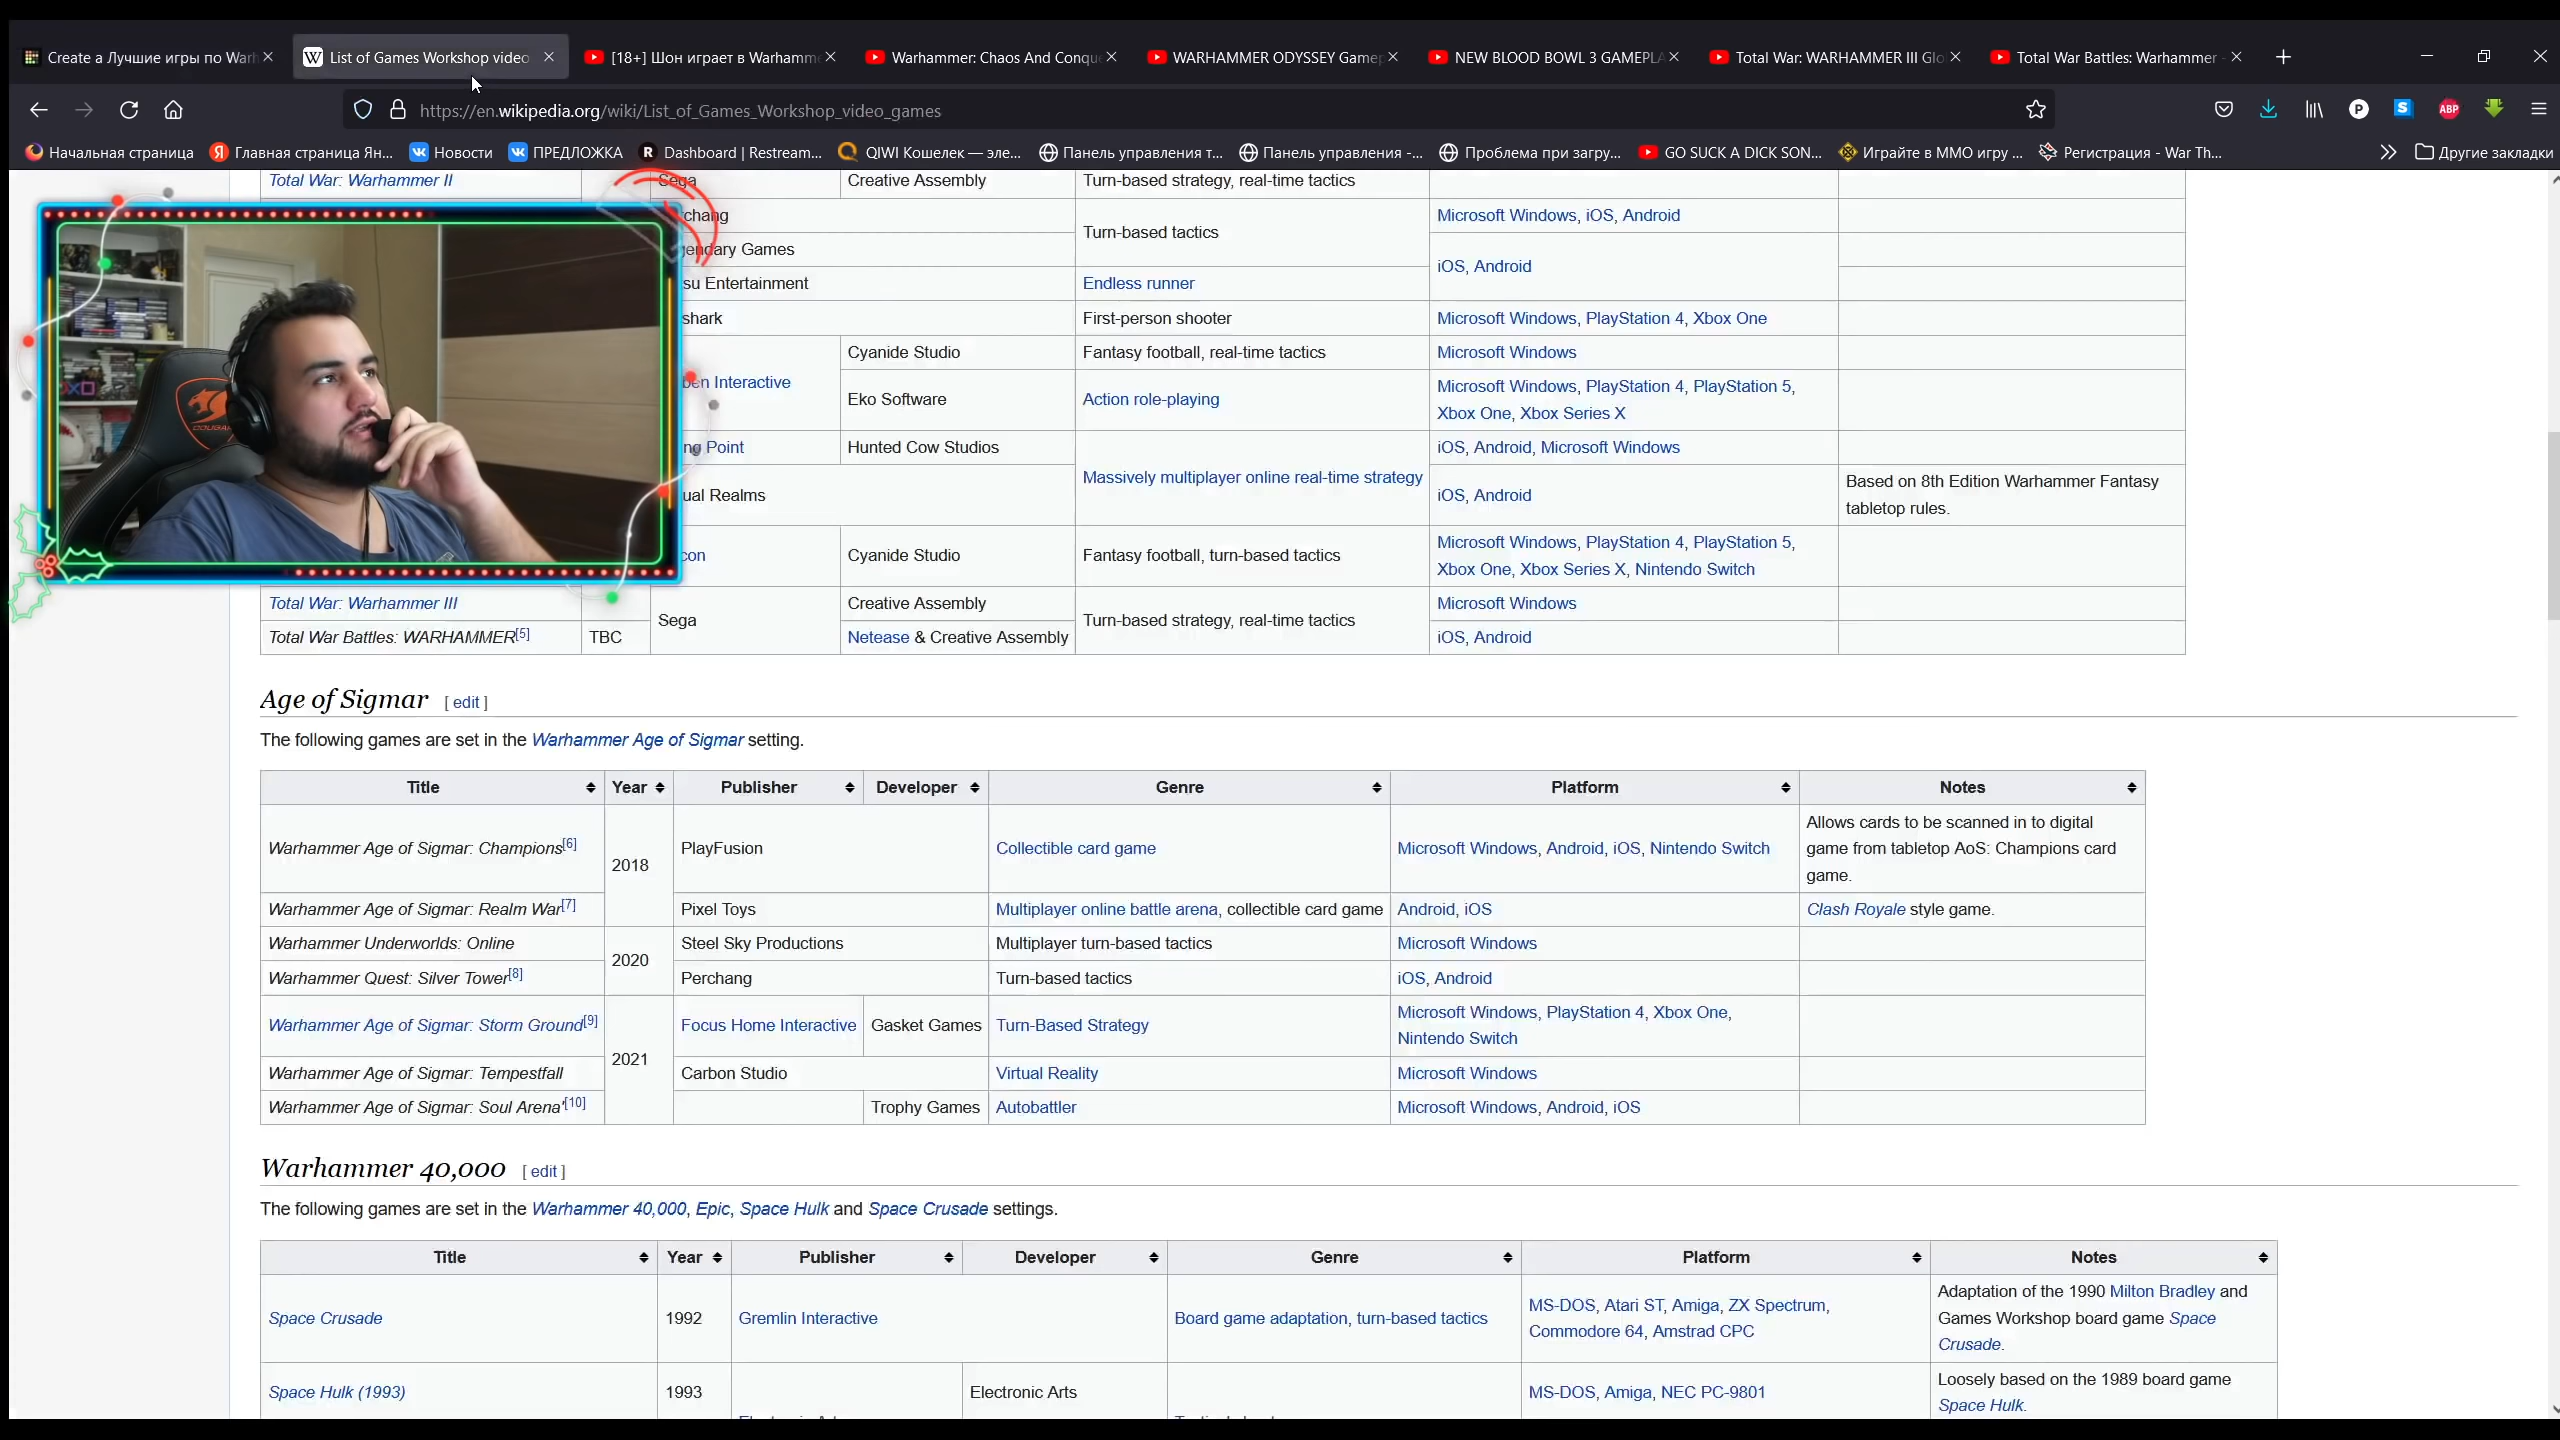 Create a Лучшие игры по Warh
List of Games Workshop video
[18+] Шон играет в Warhamme
Warhammer: Chaos And Conque
WARHAMMER ODYSSEY Gamep
NEW BLOOD BOWL 3 GAMEPLA
Total War: WARHAMMER III Glo
Total War Battles: Warhammer -
https://en.wikipedia.org/wiki/List_of_Games_Workshop_video_games
P
S
ABP
Начальная страница
Главная страница Ян...
Новости
ПРЕДЛОЖКА
Dashboard | Restream...
QIWI Кошелек — эле...
Панель управления т...
Панель управления -...
Проблема при загру...
GO SUCK A DICK SON...
Играйте в ММО игру ...
Регистрация - War Th...
Другие закладки
Total War: Warhammer II Sega Creative Assembly Turn-based strategy, real-time tactics
chang Turn-based tactics Microsoft Windows, iOS, Android
endary Games iOS, Android
su Entertainment Endless runner
shark First-person shooter Microsoft Windows, PlayStation 4, Xbox One
ben Interactive Cyanide Studio Fantasy football, real-time tactics Microsoft Windows
Eko Software Action role-playing Microsoft Windows, PlayStation 4, PlayStation 5,
Xbox One, Xbox Series X
ng Point Hunted Cow Studios Massively multiplayer online real-time strategy iOS, Android, Microsoft Windows
ual Realms iOS, Android Based on 8th Edition Warhammer Fantasy
tabletop rules.
con Cyanide Studio Fantasy football, turn-based tactics Microsoft Windows, PlayStation 4, PlayStation 5,
Xbox One, Xbox Series X, Nintendo Switch
Total War: Warhammer III Sega Creative Assembly Turn-based strategy, real-time tactics Microsoft Windows
Total War Battles: WARHAMMER[5] TBC Netease & Creative Assembly iOS, Android
COUGAR
Age of Sigmar [ edit ]
The following games are set in the Warhammer Age of Sigmar setting.
Title Year Publisher Developer Genre Platform Notes
Warhammer Age of Sigmar: Champions[6] 2018 PlayFusion Collectible card game Microsoft Windows, Android, iOS, Nintendo Switch Allows cards to be scanned in to digital
game from tabletop AoS: Champions card
game.
Warhammer Age of Sigmar: Realm War[7] Pixel Toys Multiplayer online battle arena, collectible card game Android, iOS Clash Royale style game.
Warhammer Underworlds: Online 2020 Steel Sky Productions Multiplayer turn-based tactics Microsoft Windows
Warhammer Quest: Silver Tower[8] Perchang Turn-based tactics iOS, Android
Warhammer Age of Sigmar: Storm Ground[9] 2021 Focus Home Interactive Gasket Games Turn-Based Strategy Microsoft Windows, PlayStation 4, Xbox One,
Nintendo Switch
Warhammer Age of Sigmar: Tempestfall Carbon Studio Virtual Reality Microsoft Windows
Warhammer Age of Sigmar: Soul Arena'[10] Trophy Games Autobattler Microsoft Windows, Android, iOS
Warhammer 40,000 [ edit ]
The following games are set in the Warhammer 40,000, Epic, Space Hulk and Space Crusade settings.
Title Year Publisher Developer Genre Platform Notes
Space Crusade 1992 Gremlin Interactive Board game adaptation, turn-based tactics MS-DOS, Atari ST, Amiga, ZX Spectrum,
Commodore 64, Amstrad CPC Adaptation of the 1990 Milton Bradley and
Games Workshop board game Space
Crusade.
Space Hulk (1993) 1993 Electronic Arts MS-DOS, Amiga, NEC PC-9801 Loosely based on the 1989 board game
Space Hulk.